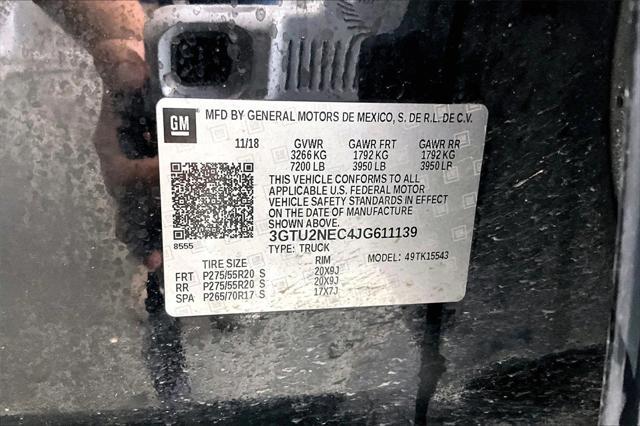 GM
MFD BY GENERAL MOTORS DE MEXICO, S. DE R.L. DE C.V.
11/18 GVWR GAWR FRT GAWR RR
3266 KG 1792 KG 1792 KG
7200 LB 3950 LB 3950 LB
THIS VEHICLE CONFORMS TO ALL
APPLICABLE U.S. FEDERAL MOTOR
VEHICLE SAFETY STANDARDS IN EFFECT
ON THE DATE OF MANUFACTURE
SHOWN ABOVE.
8555 3GTU2NEC4JG611139
TYPE: TRUCK MODEL: 49TK15543
TIRE SIZE RIM
FRT P275/55R20 S 20X9J
RR P275/55R20 S 20X9J
SPA P265/70R17 S 17X7J